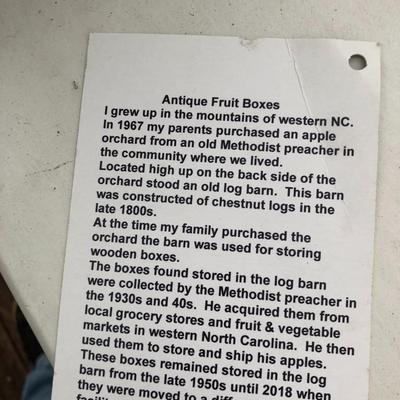 Antique Fruit Boxes
I grew up in the mountains of western NC.
In 1967 my parents purchased an apple
orchard from an old Methodist preacher in
the community where we lived.
Located high up on the back side of the
orchard stood an old log barn.  This barn
was constructed of chestnut logs in the
late 1800s.
At the time my family purchased the
orchard the barn was used for storing
wooden boxes.
The boxes found stored in the log barn
were collected by the Methodist preacher in
the 1930s and 40s.  He acquired them from
local grocery stores and fruit & vegetable
markets in western North Carolina.  He then
used them to store and ship his apples.
These boxes remained stored in the log
barn from the late 1950s until 2018 when
they were moved to a